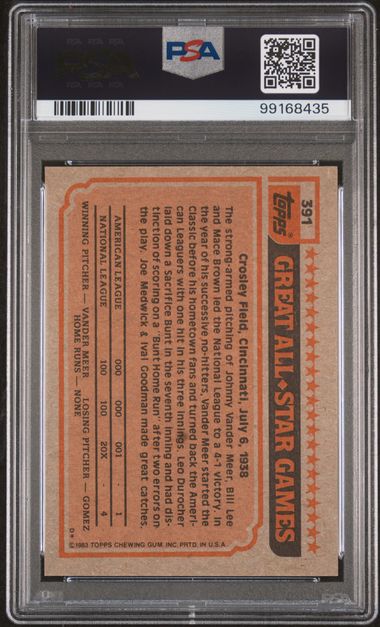 PSA
99168435
391
Topps®
GREAT ALL★STAR GAMES
Crosley Field, Cincinnati, July 6, 1938
The strong-armed pitching of Johnny Vander Meer, Bill Lee
and Mace Brown led the National League to a 4-1 victory. In
the year of his successive no-hitters, Vander Meer started the
Classic before his hometown fans and turned back the Ameri-
can Leaguers with one hit in his three innings. Leo Durocher
laid down a Sacrifice Bunt in the seventh inning and had dis-
tinction of scoring on a "Bunt Home Run" after two errors on
the play. Joe Medwick & Ival Goodman made great catches.
AMERICAN LEAGUE 000 000 001 - 1
NATIONAL LEAGUE 100 100 20X - 4
WINNING PITCHER — VANDER MEER LOSING PITCHER — GOMEZ
HOME RUNS — NONE
D* ©1983 TOPPS CHEWING GUM, INC. PRTD. IN U.S.A.